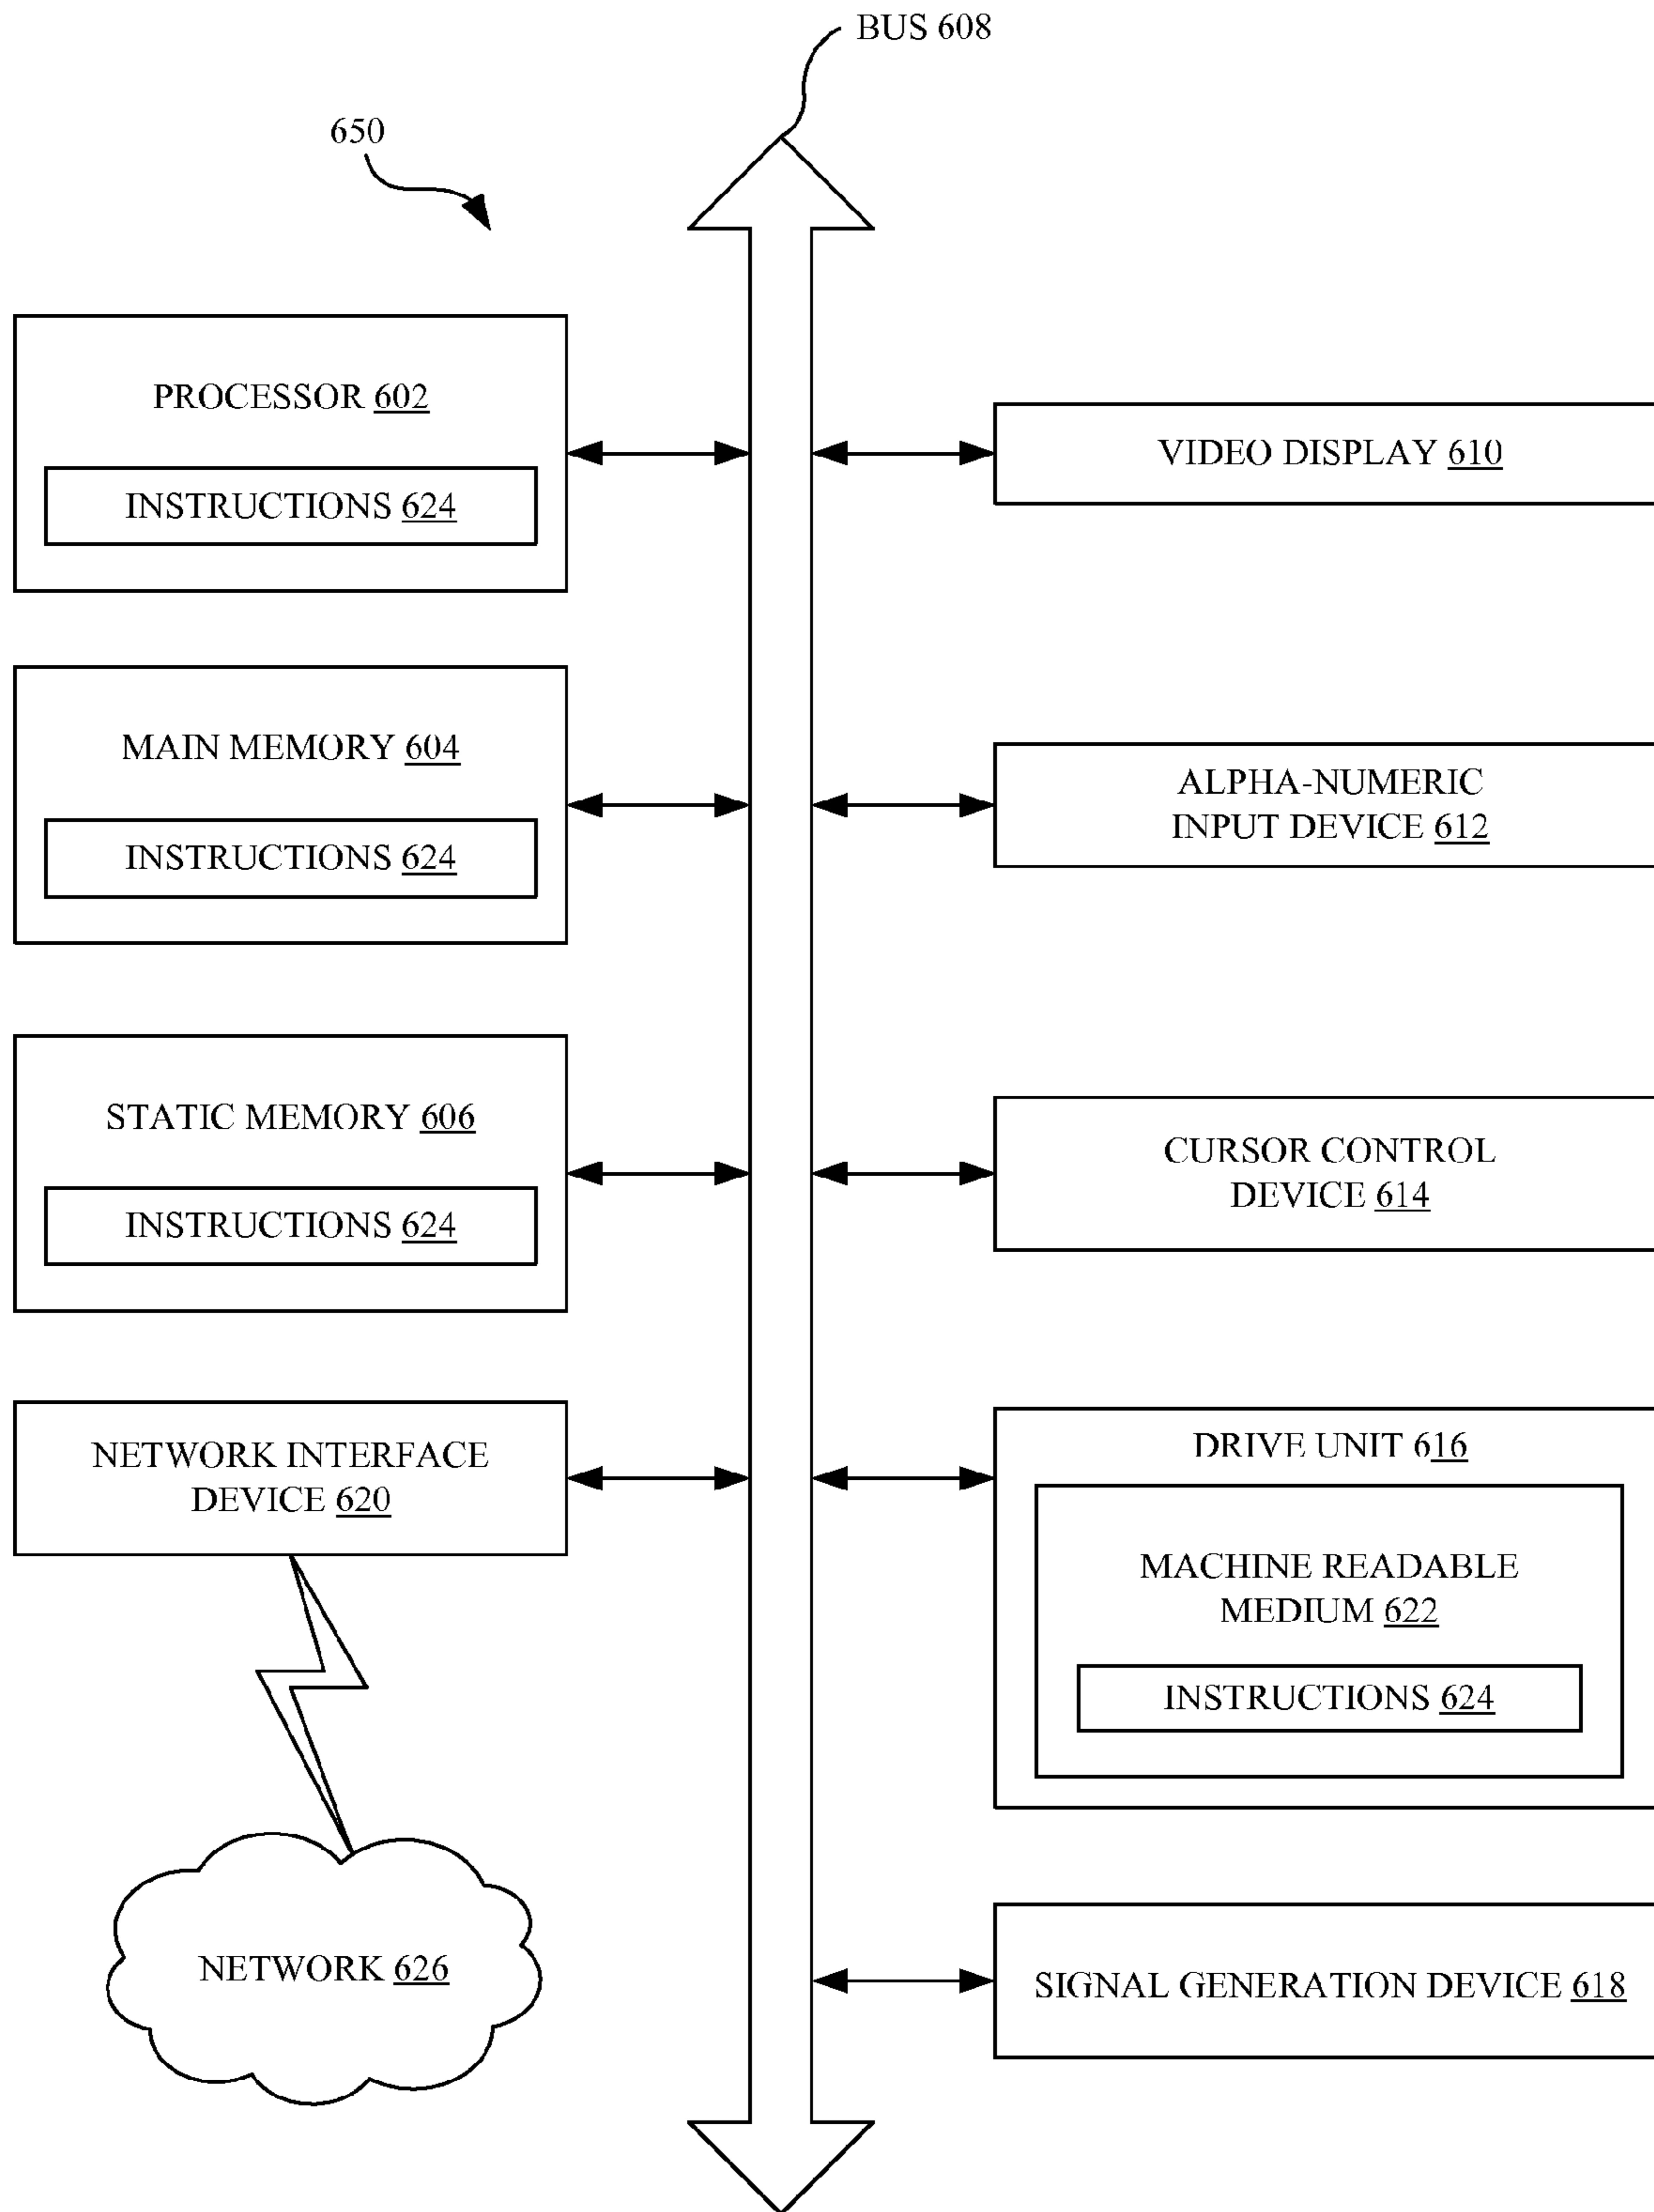 BUS 608
650
PROCESSOR 602
INSTRUCTIONS 624
MAIN MEMORY 604
INSTRUCTIONS 624
STATIC MEMORY 606
INSTRUCTIONS 624
NETWORK INTERFACE
DEVICE 620
NETWORK 626
VIDEO DISPLAY 610
ALPHA-NUMERIC
INPUT DEVICE 612
CURSOR CONTROL
DEVICE 614
DRIVE UNIT 616
MACHINE READABLE
MEDIUM 622
INSTRUCTIONS 624
SIGNAL GENERATION DEVICE 618